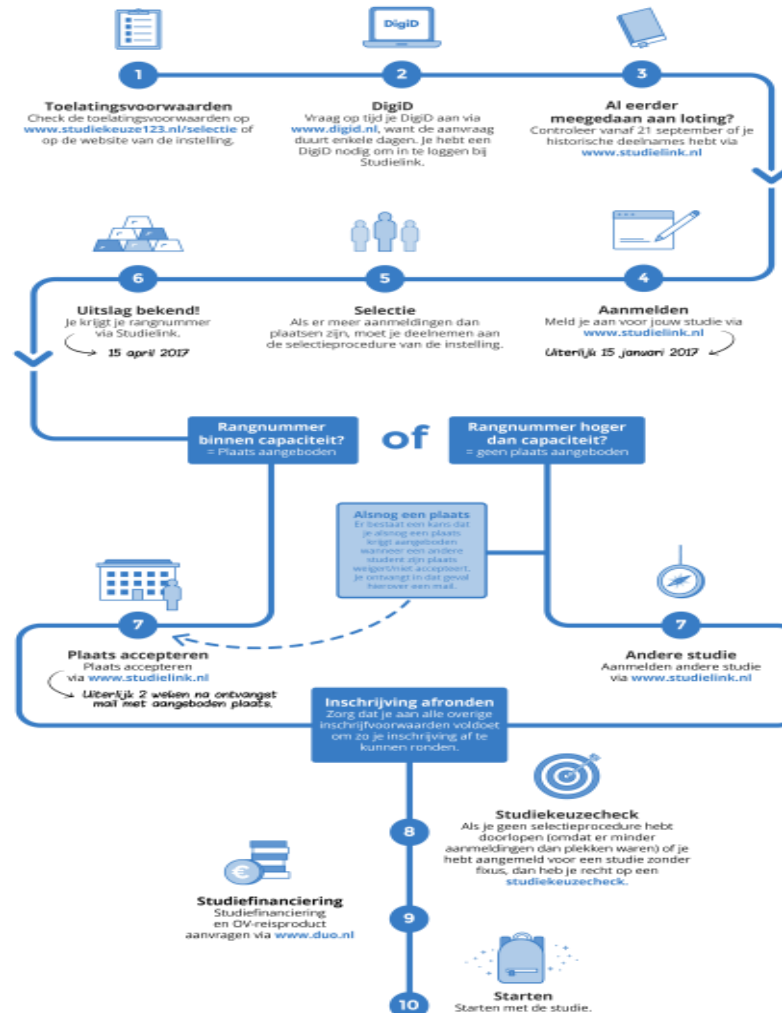 DigiD
1
2
3
Toelatingsvoorwaarden
Check de toelatingsvoorwaarden op
www.studiekeuze123.nl/selectie of
op de website van de instelling.
DigiD
Vraag op tijd je DigiD aan via
www.digid.nl, want de aanvraag
duurt enkele dagen. Je hebt een
DigiD nodig om in te loggen bij
Studielink.
Al eerder
meegedaan aan loting?
Controleer vanaf 21 september of je
historische deelnames hebt via
www.studielink.nl
4
Aanmelden
Meld je aan voor jouw studie via
www.studielink.nl
Uiterlijk 15 januari 2017
5
Selectie
Als er meer aanmeldingen dan
plaatsen zijn, moet je deelnemen aan
de selectieprocedure van de instelling.
6
Uitslag bekend!
Je krijgt je rangnummer
via Studielink.
15 april 2017
Rangnummer
binnen capaciteit?
= Plaats aangeboden
of
Rangnummer hoger
dan capaciteit?
= geen plaats aangeboden
Alsnog een plaats
Er bestaat een kans dat
je alsnog een plaats
krijgt aangeboden
wanneer een andere
student zijn plaats
weigert/niet accepteert.
Je ontvangt in dat geval
hierover een mail.
7
Plaats accepteren
Plaats accepteren
via www.studielink.nl
Uiterlijk 2 weken na ontvangst
mail met aangeboden plaats.
7
Andere studie
Aanmelden andere studie
via www.studielink.nl
Inschrijving afronden
Zorg dat je aan alle overige
inschrijfvoorwaarden voldoet
om zo je inschrijving af te
kunnen ronden.
8
Studiekeuzecheck
Als je geen selectieprocedure hebt
doorlopen (omdat er minder
aanmeldingen dan plekken waren) of je
hebt aangemeld voor een studie zonder
fixus, dan heb je recht op een
studiekeuzecheck.
€
Studiefinanciering
Studiefinanciering
en OV-reisproduct
aanvragen via www.duo.nl
9
10
Starten
Starten met de studie.